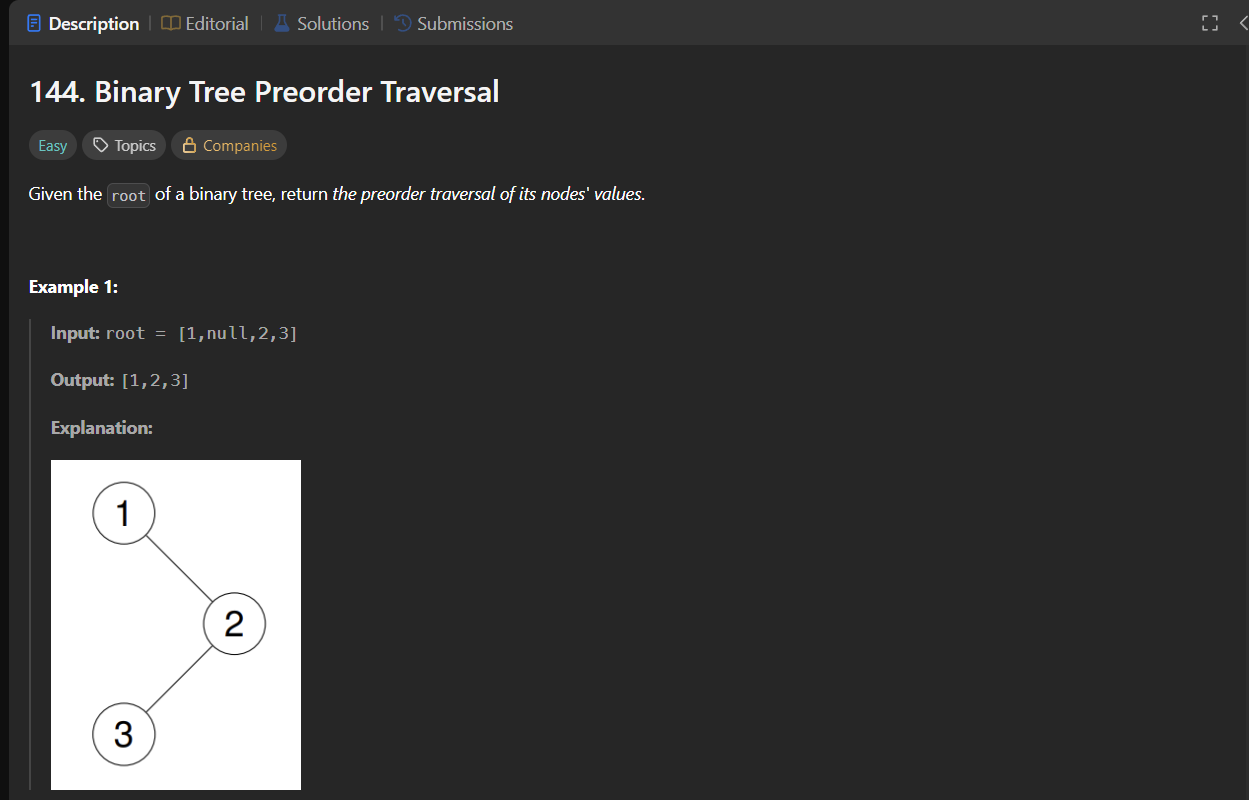 Description | Editorial | Solutions | Submissions
144. Binary Tree Preorder Traversal
Easy Topics Companies
Given the root of a binary tree, return the preorder traversal of its nodes' values.
Example 1:
Input: root = [1,null,2,3]
Output: [1,2,3]
Explanation:
1
2
3